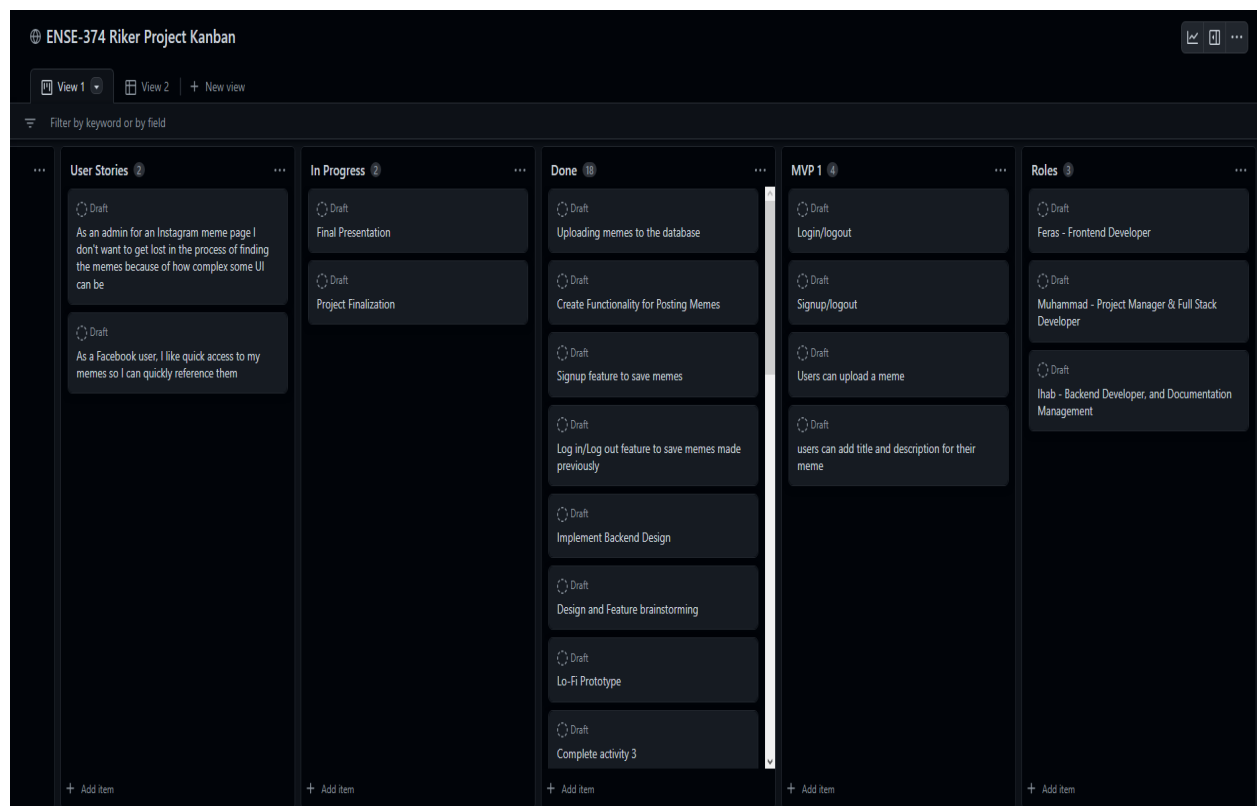 ENSE-374 Riker Project Kanban
View 1
View 2
+ New view
Filter by keyword or by field
User Stories 2
Draft
As an admin for an Instagram meme page I
don't want to get lost in the process of finding
the memes because of how complex some UI
can be
Draft
As a Facebook user, I like quick access to my
memes so I can quickly reference them
+ Add item
In Progress 2
Draft
Final Presentation
Draft
Project Finalization
+ Add item
Done 18
Draft
Uploading memes to the database
Draft
Create Functionality for Posting Memes
Draft
Signup feature to save memes
Draft
Log in/Log out feature to save memes made
previously
Draft
Implement Backend Design
Draft
Design and Feature brainstorming
Draft
Lo-Fi Prototype
Draft
Complete activity 3
+ Add item
MVP 1 4
Draft
Login/logout
Draft
Signup/logout
Draft
Users can upload a meme
Draft
users can add title and description for their
meme
+ Add item
Roles 3
Draft
Feras - Frontend Developer
Draft
Muhammad - Project Manager & Full Stack
Developer
Draft
Ihab - Backend Developer, and Documentation
Management
+ Add item